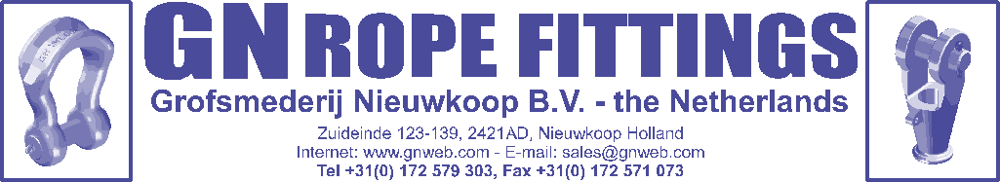 GN ROPE FITTINGS
Grofsmederij Nieuwkoop B.V. - the Netherlands
Zuideinde 123-139, 2421AD, Nieuwkoop Holland
Internet: www.gnweb.com - E-mail: sales@gnweb.com
Tel +31(0) 172 579 303, Fax +31(0) 172 571 073